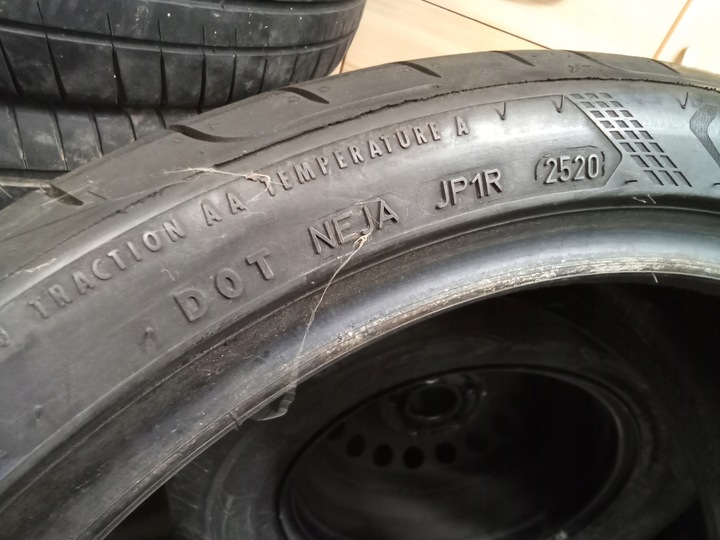 TRACTION AA TEMPERATURE A
DOT NEJA JP1R 2520